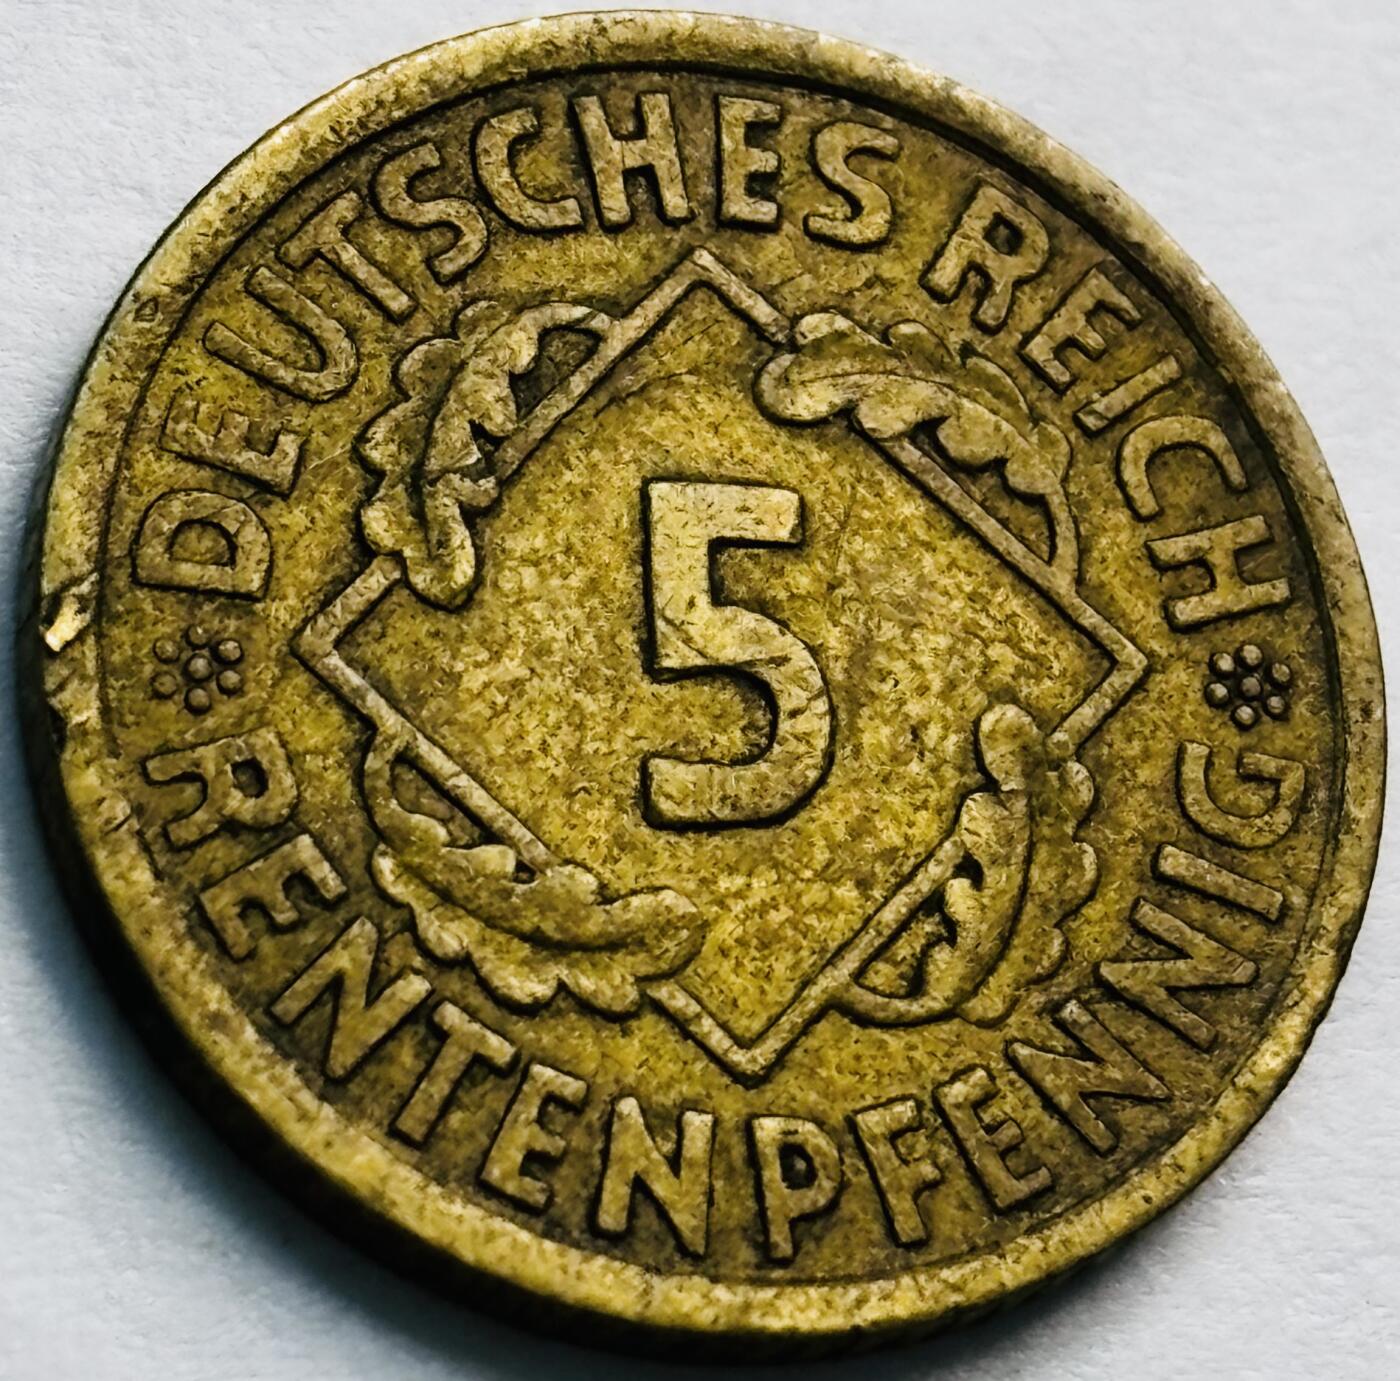 DEUTSCHES REICH
5
RENTENPFENNIG